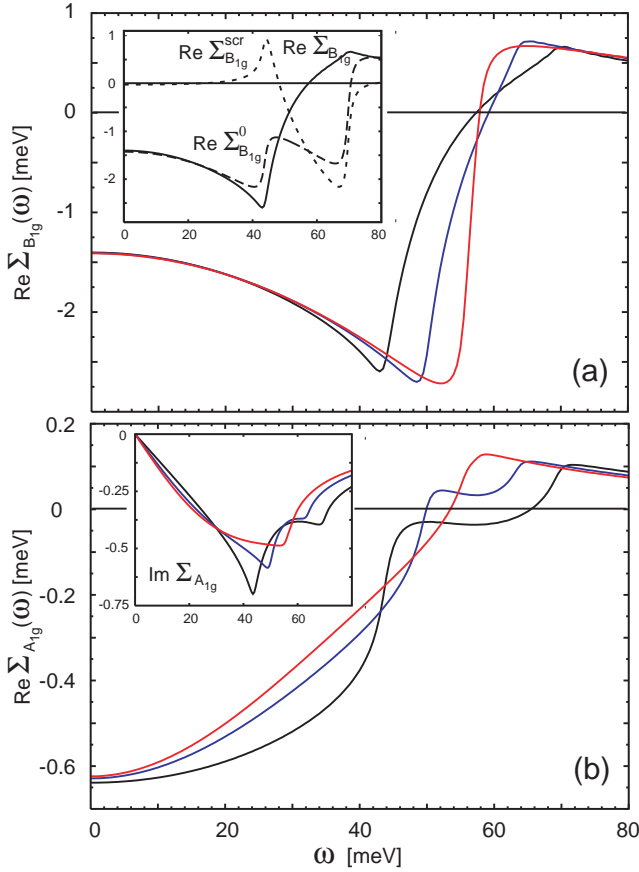 1
0
-1
-2
Re Σ_B1g(ω) [meV]
Re Σ^scr_B1g
Re Σ_B1g
Re Σ^0_B1g
0
-1
-2
0 20 40 60 80
(a)
0.2
0
-0.2
-0.4
-0.6
Re Σ_A1g(ω) [meV]
0
-0.25
-0.5
-0.75
Im Σ_A1g
0 20 40 60
(b)
0 20 40 60 80
ω [meV]